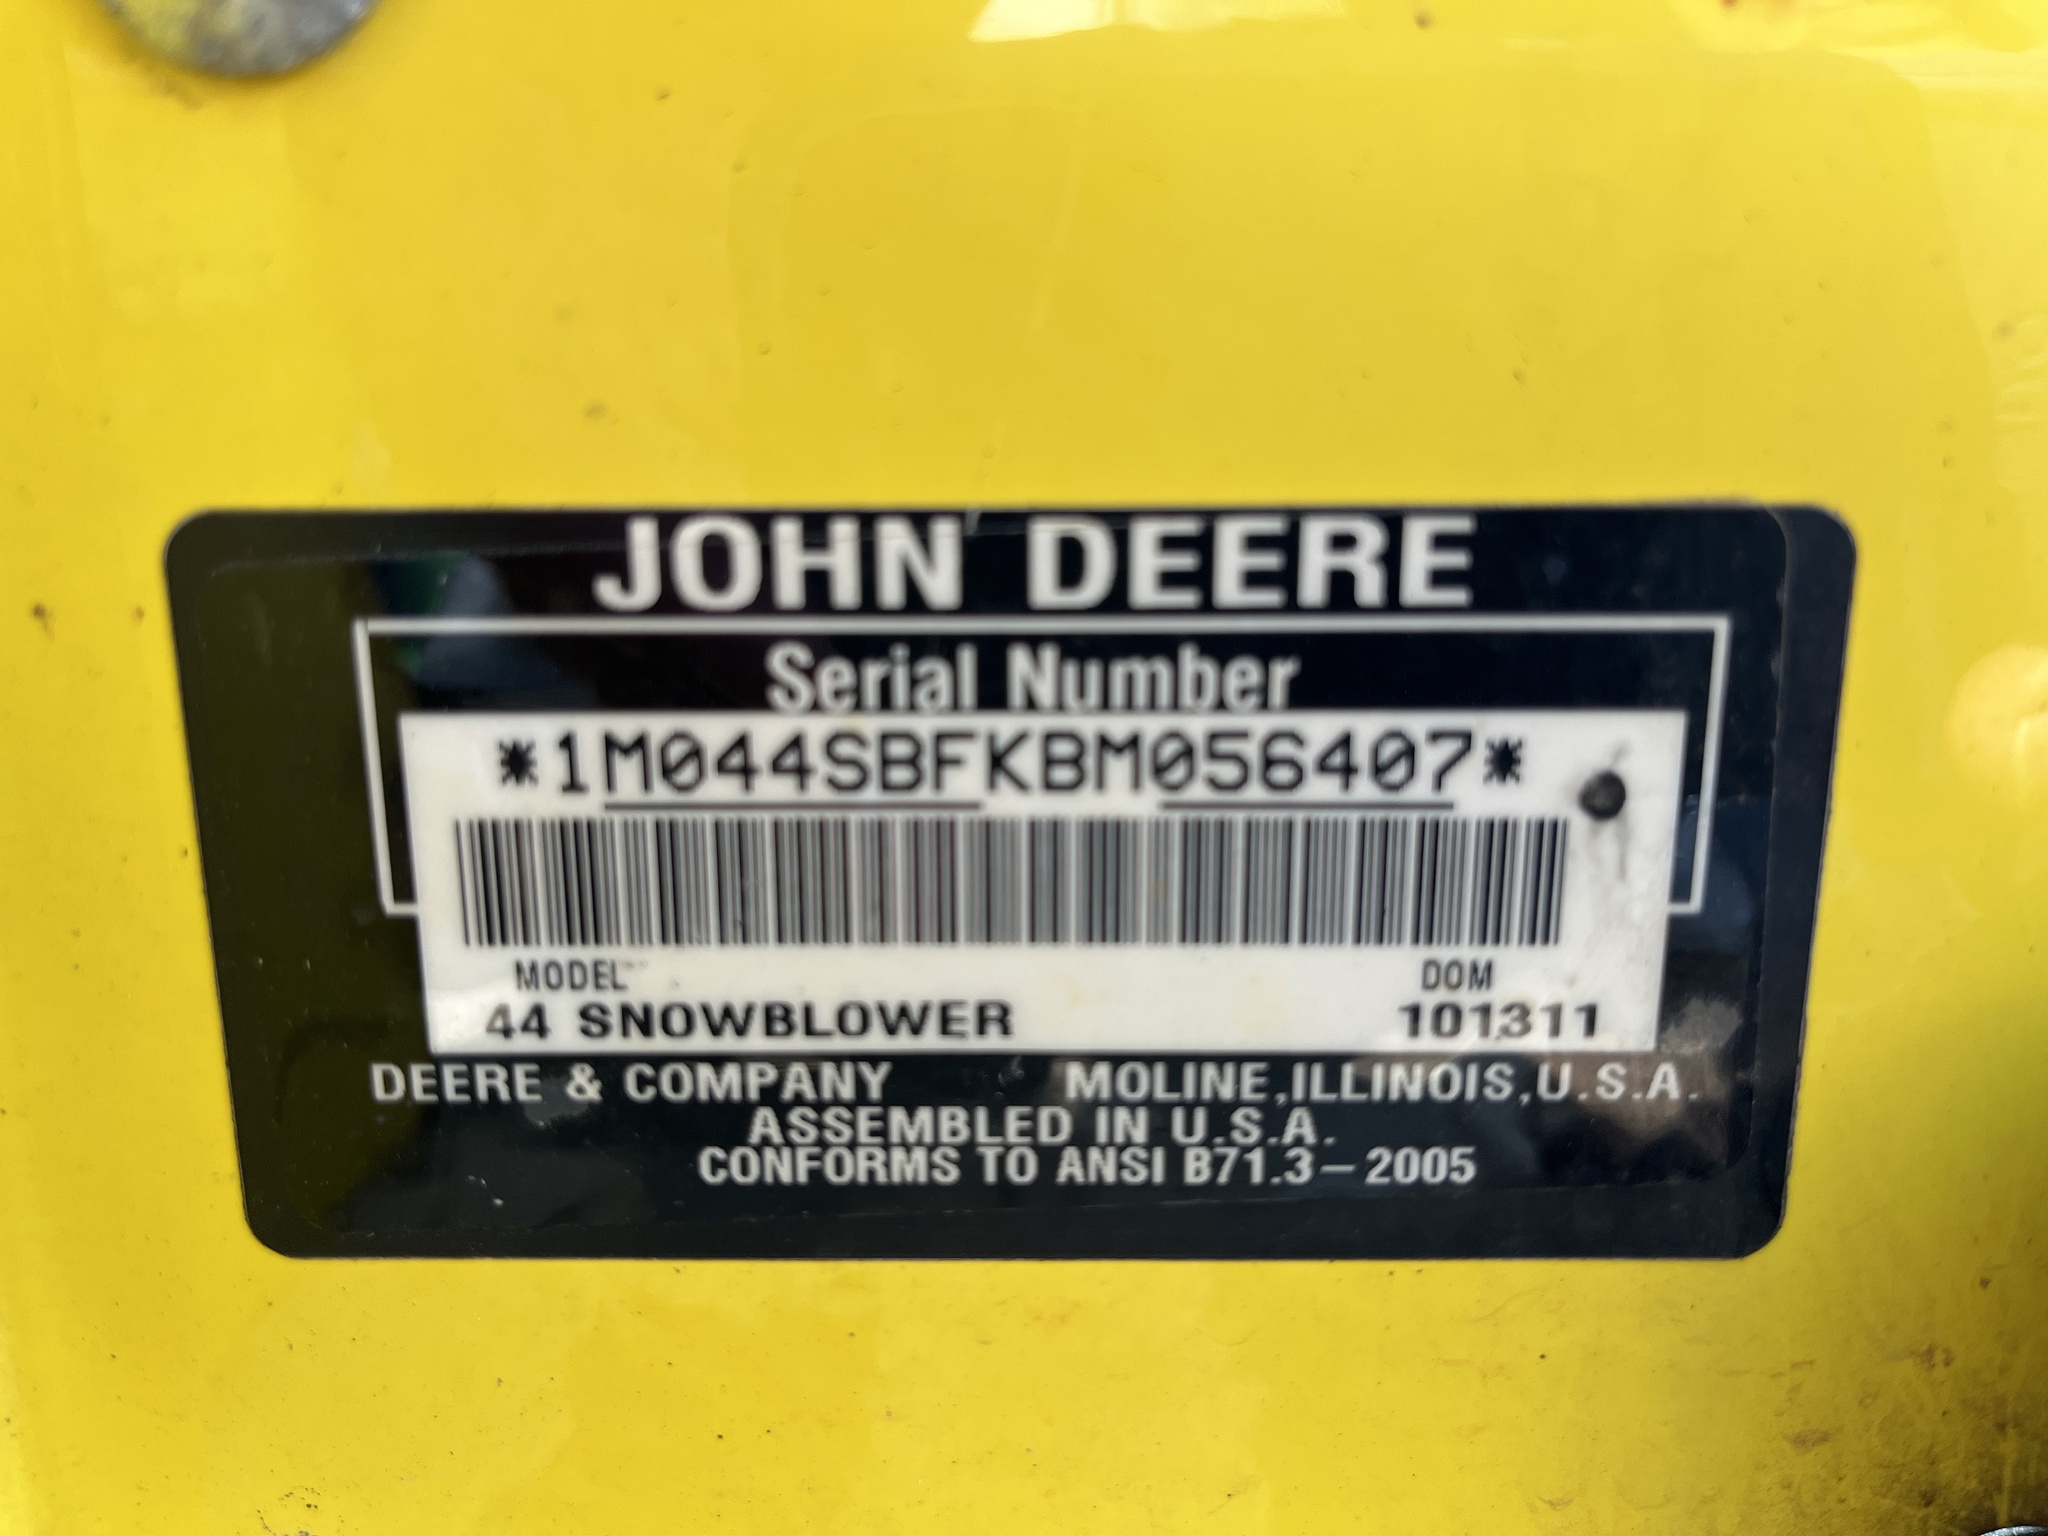 JOHN DEERE
Serial Number
*1M044SBFKBM056407*
MODEL DOM
44 SNOWBLOWER 101311
DEERE & COMPANY MOLINE, ILLINOIS, U.S.A.
ASSEMBLED IN U.S.A.
CONFORMS TO ANSI B71.3-2005